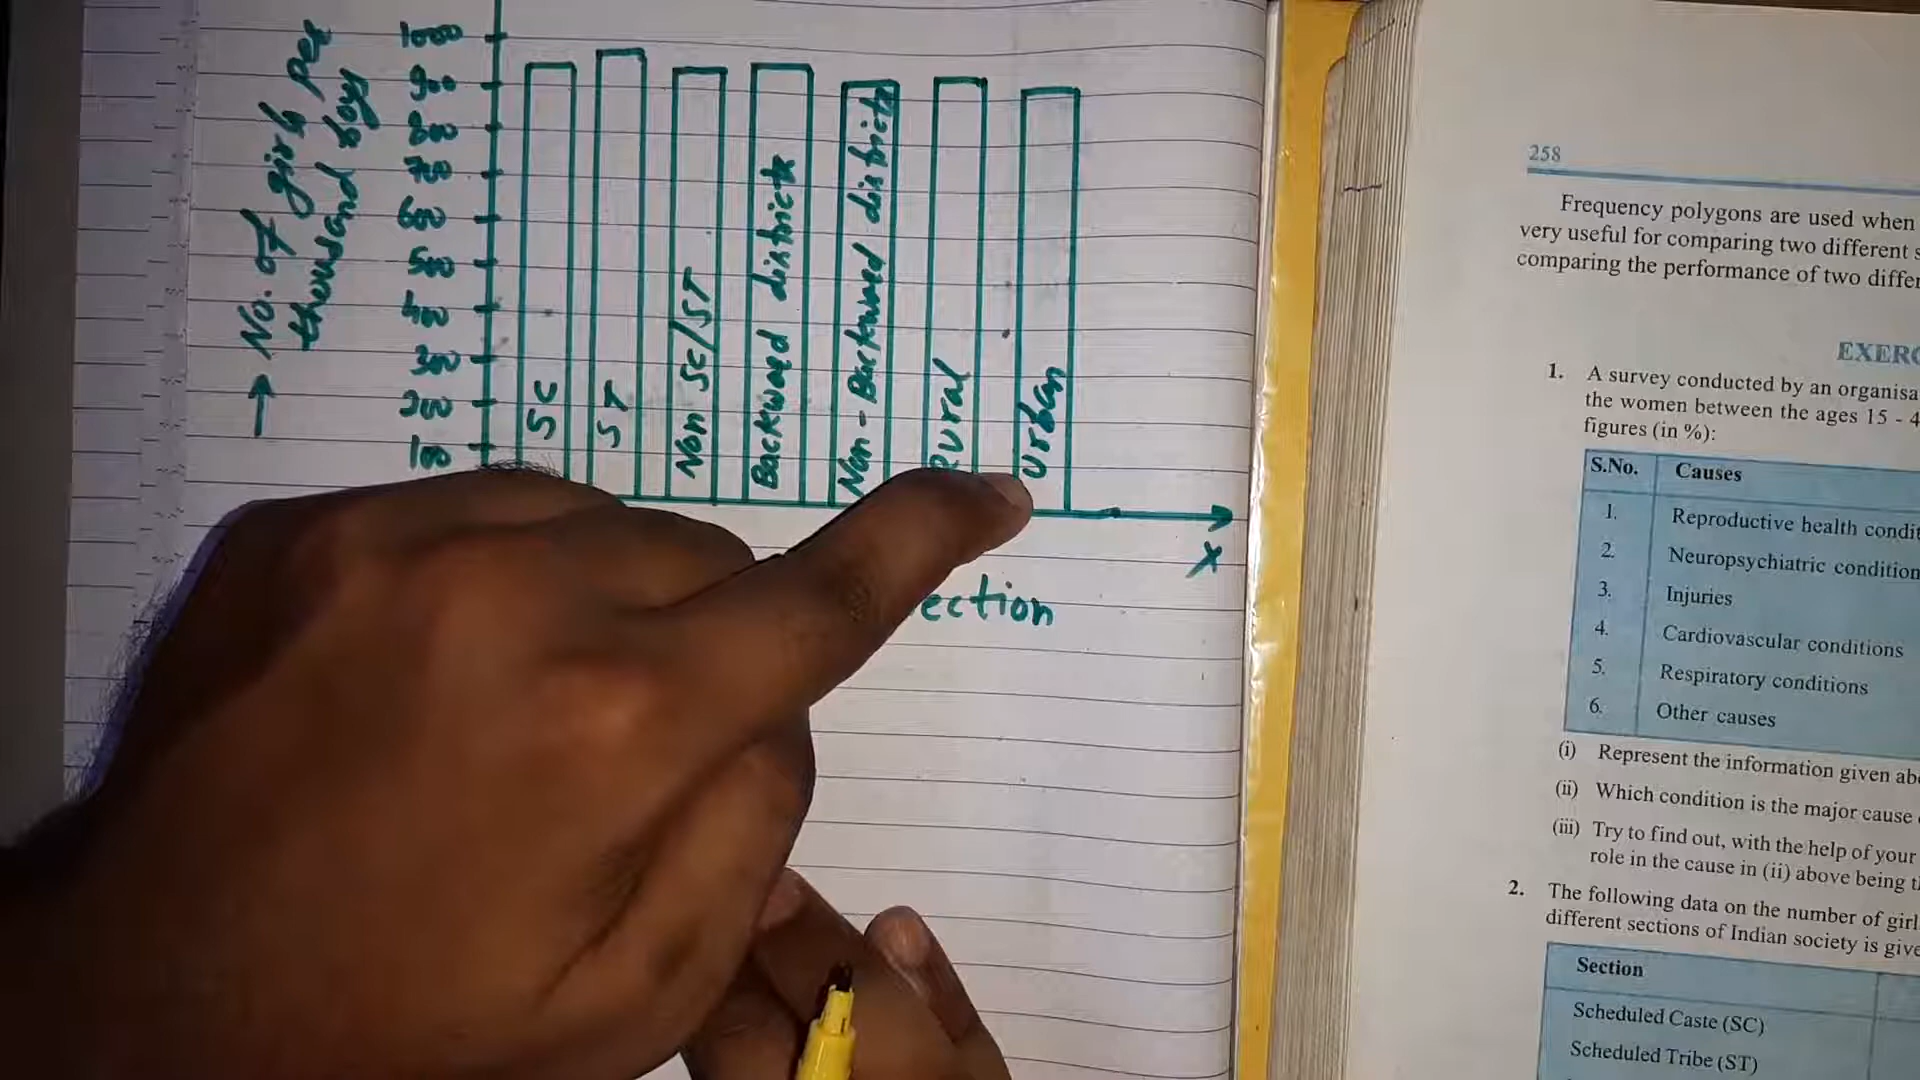 → No. of girls per
thousand boys
1000
900
800
700
600
500
400
300
200
100
SC
ST
Non SC/ST
Backward districts
Non-Backward districts
Rural
Urban
X
ection
258
Frequency polygons are used when
very useful for comparing two different s
comparing the performance of two differ
EXERC
1. A survey conducted by an organisa
the women between the ages 15 - 4
figures (in %):
S.No. Causes
1. Reproductive health condit
2. Neuropsychiatric condition
3. Injuries
4. Cardiovascular conditions
5. Respiratory conditions
6. Other causes
(i) Represent the information given ab
(ii) Which condition is the major cause
(iii) Try to find out, with the help of your
role in the cause in (ii) above being t
2. The following data on the number of girl
different sections of Indian society is give
Section
Scheduled Caste (SC)
Scheduled Tribe (ST)